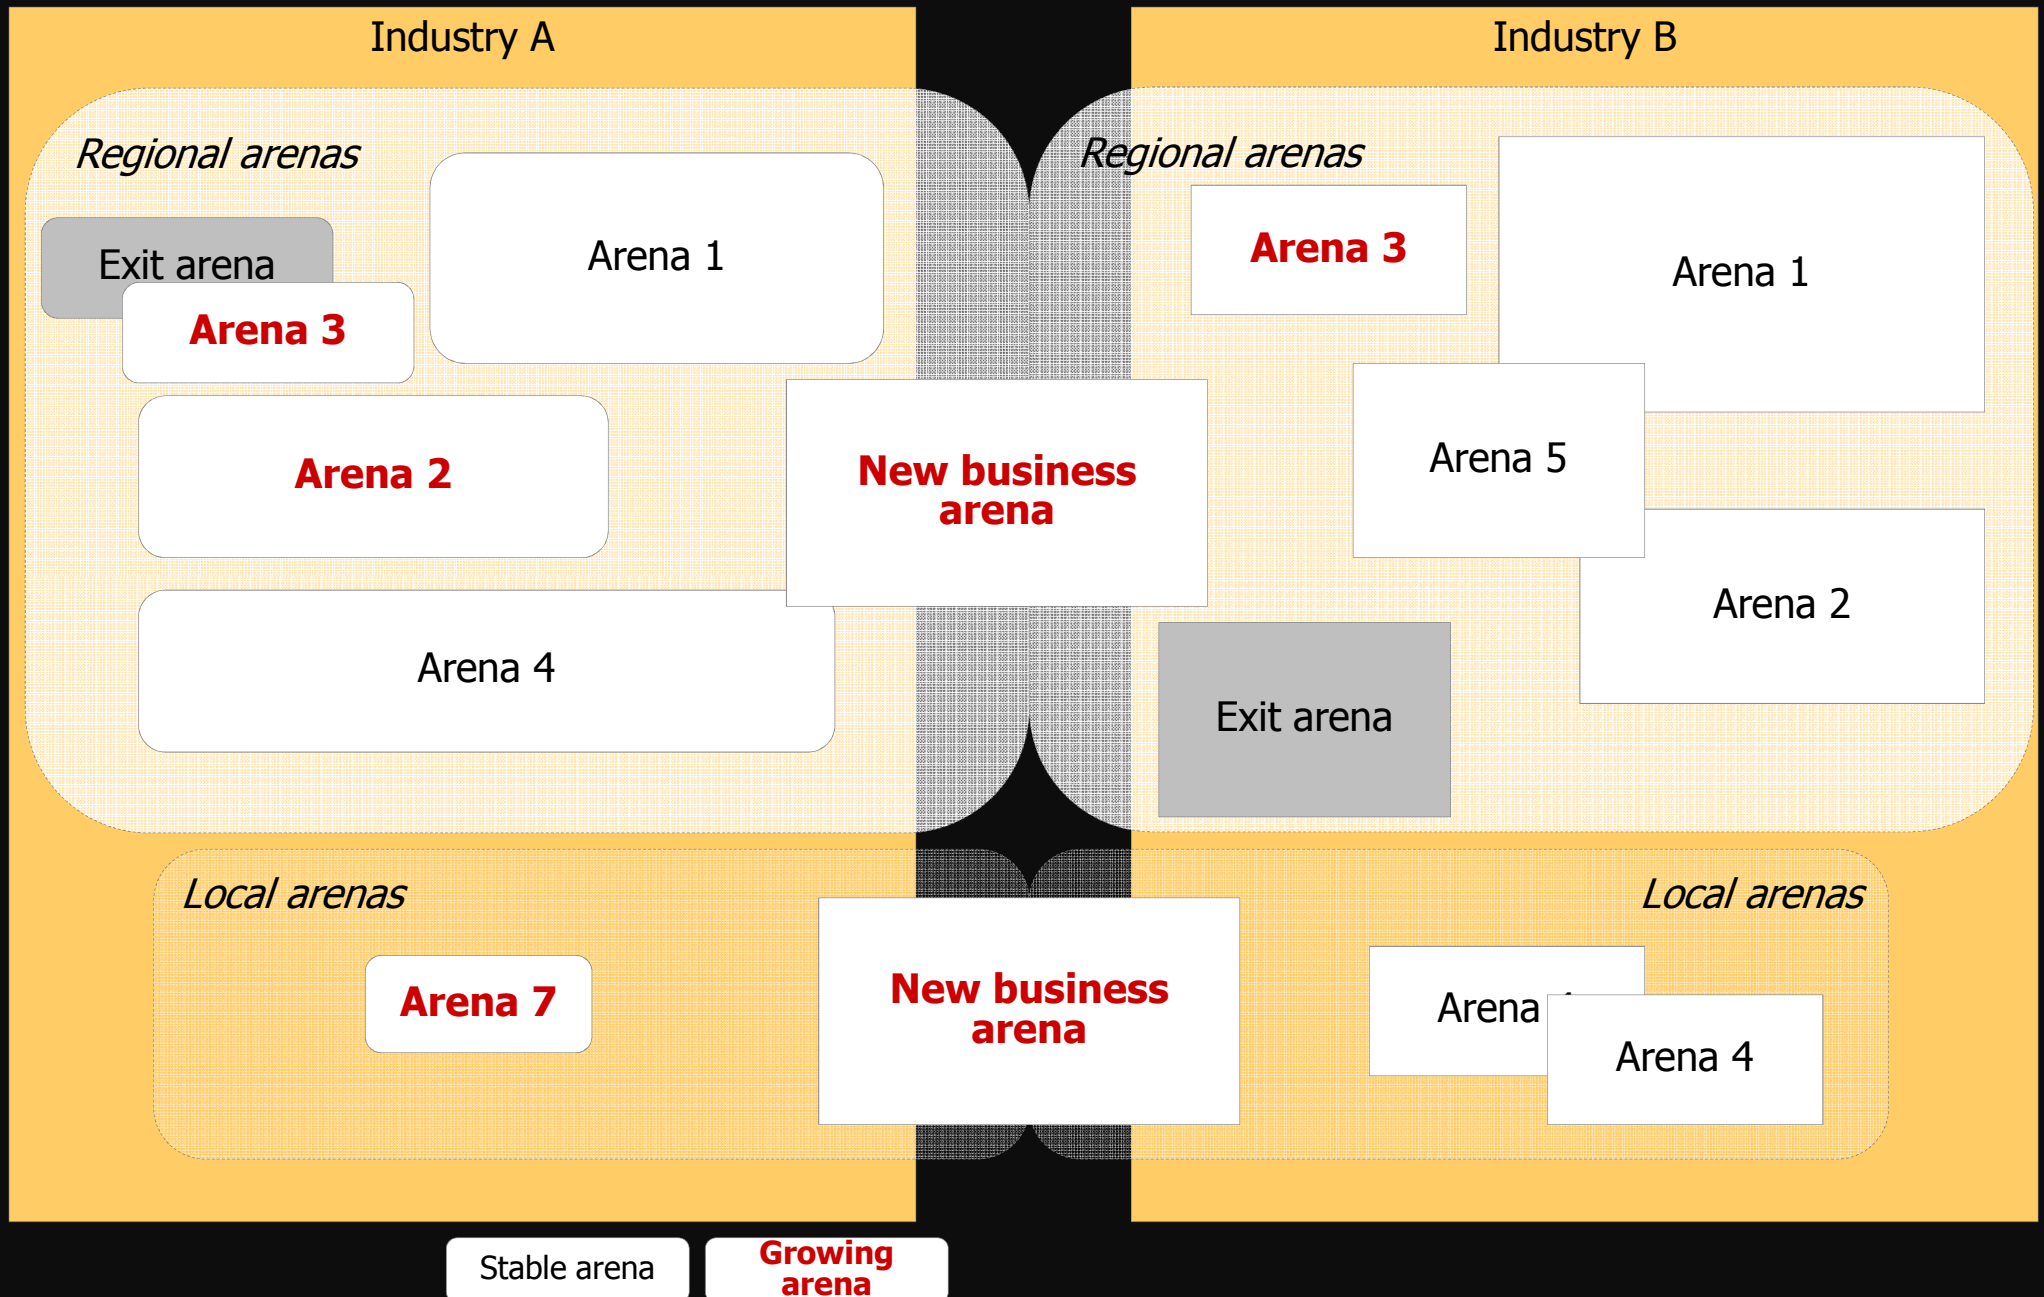 Industry A
Industry B
Regional arenas
Regional arenas
Exit arena
Arena 1
Arena 3
Arena 3
Arena 1
Arena 2
New business
arena
Arena 5
Arena 4
Arena 2
Exit arena
Local arenas
Local arenas
Arena 7
New business
arena
Arena
Arena 4
Stable arena
Growing
arena